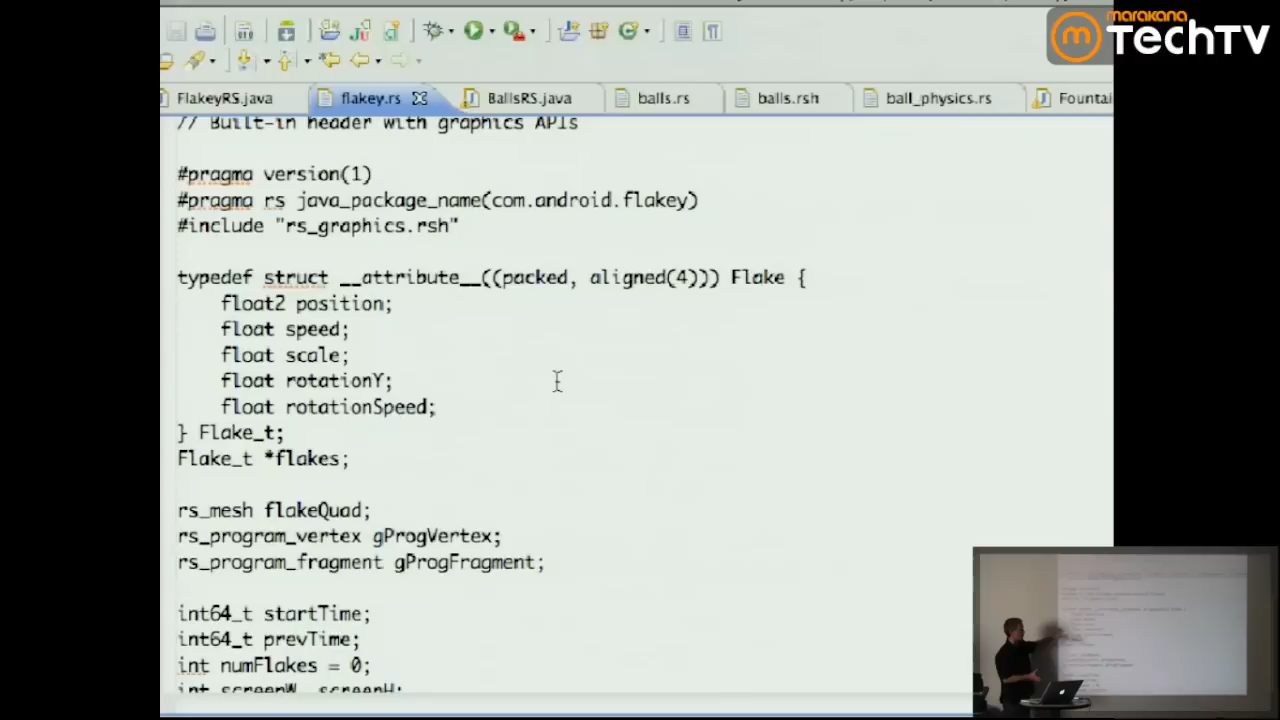 marakana
TechTV
FlakeyRS.java
flakey.rs
BallsRS.java
balls.rs
balls.rsh
ball_physics.rs
Fountai
// Built-in header with graphics APIs
#pragma version(1)
#pragma rs java_package_name(com.android.flakey)
#include "rs_graphics.rsh"
typedef struct __attribute__((packed, aligned(4))) Flake {
float2 position;
float speed;
float scale;
float rotationY;
float rotationSpeed;
} Flake_t;
Flake_t *flakes;
rs_mesh flakeQuad;
rs_program_vertex gProgVertex;
rs_program_fragment gProgFragment;
int64_t startTime;
int64_t prevTime;
int numFlakes = 0;
int screenW, screenH;